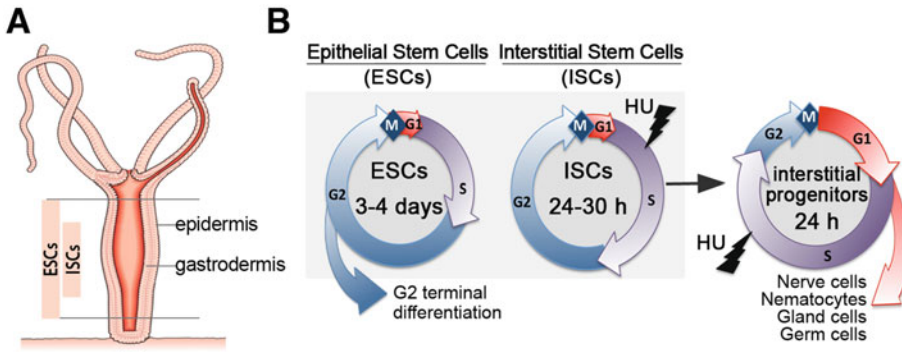 A
ESCs
ISCs
epidermis
gastrodermis
B
Epithelial Stem Cells
(ESCs)
Interstitial Stem Cells
(ISCs)
M
G1
S
G2
ESCs
3-4 days
G2 terminal
differentiation
HU
M
G1
S
G2
ISCs
24-30 h
M
G1
G2
S
interstitial
progenitors
24 h
HU
Nerve cells
Nematocytes
Gland cells
Germ cells